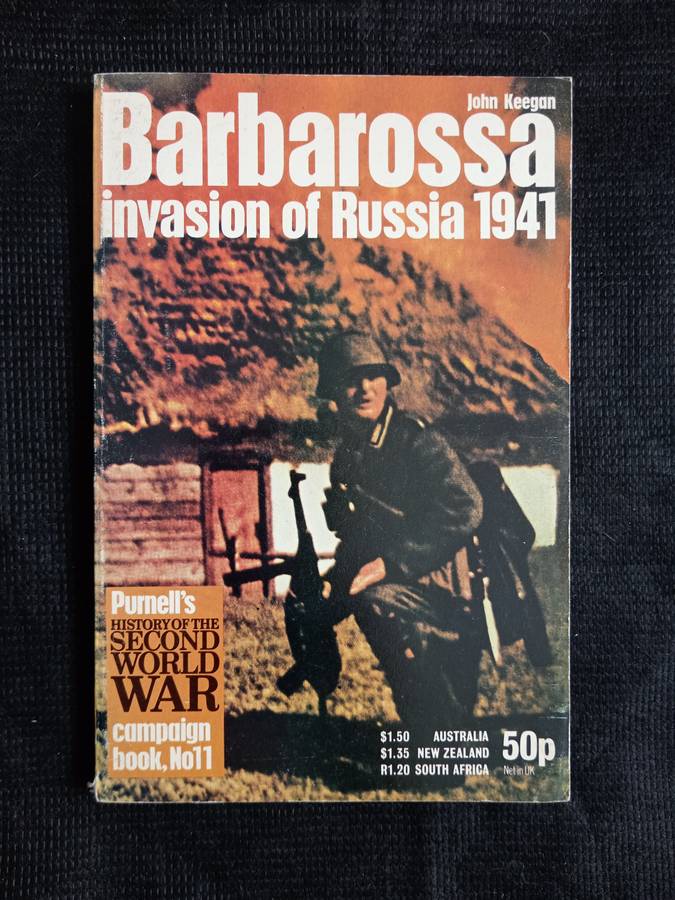 John Keegan
Barbarossa
invasion of Russia 1941
Purnell's
HISTORY OF THE
SECOND
WORLD
WAR
campaign
book, No11
$1.50 AUSTRALIA
$1.35 NEW ZEALAND
R1.20 SOUTH AFRICA
50p
Net in UK